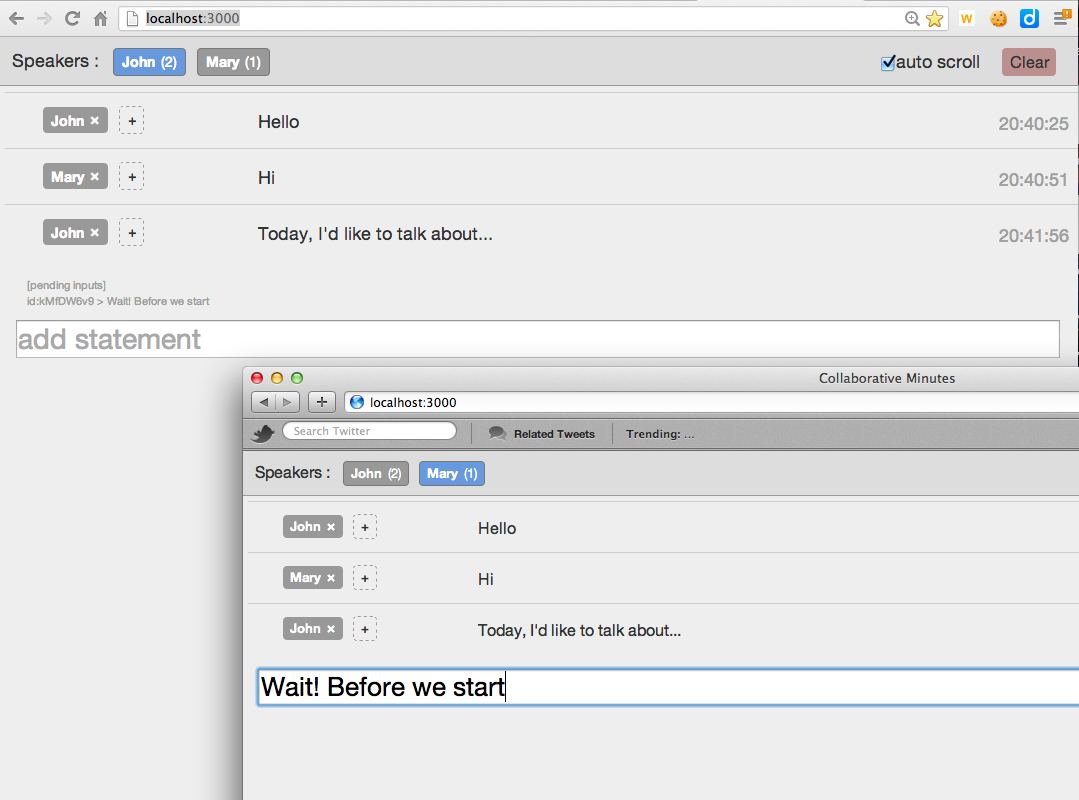 localhost:3000
W
d
Speakers : John (2) Mary (1) auto scroll Clear
John × + Hello 20:40:25
Mary × + Hi 20:40:51
John × + Today, I'd like to talk about... 20:41:56
[pending inputs]
id:kMfDW6v9 > Wait! Before we start
add statement
Collaborative Minutes
localhost:3000
Search Twitter Related Tweets Trending: ...
Speakers : John (2) Mary (1)
John × + Hello
Mary × + Hi
John × + Today, I'd like to talk about...
Wait! Before we start